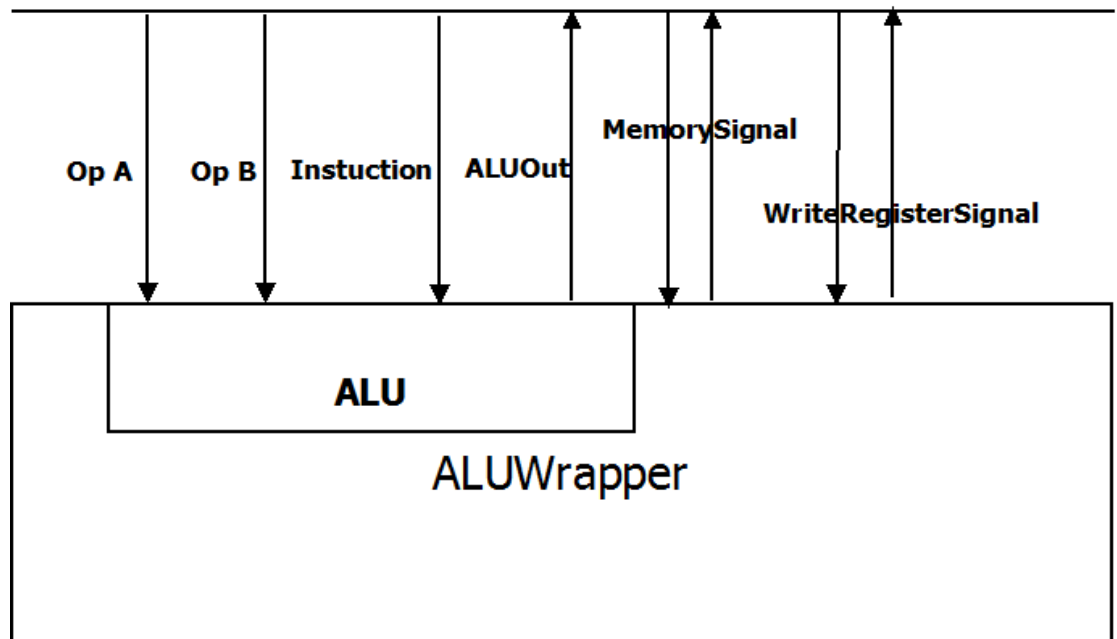 MemorySignal
Op A
Op B
Instuction
ALUOut
WriteRegisterSignal
ALU
ALUWrapper